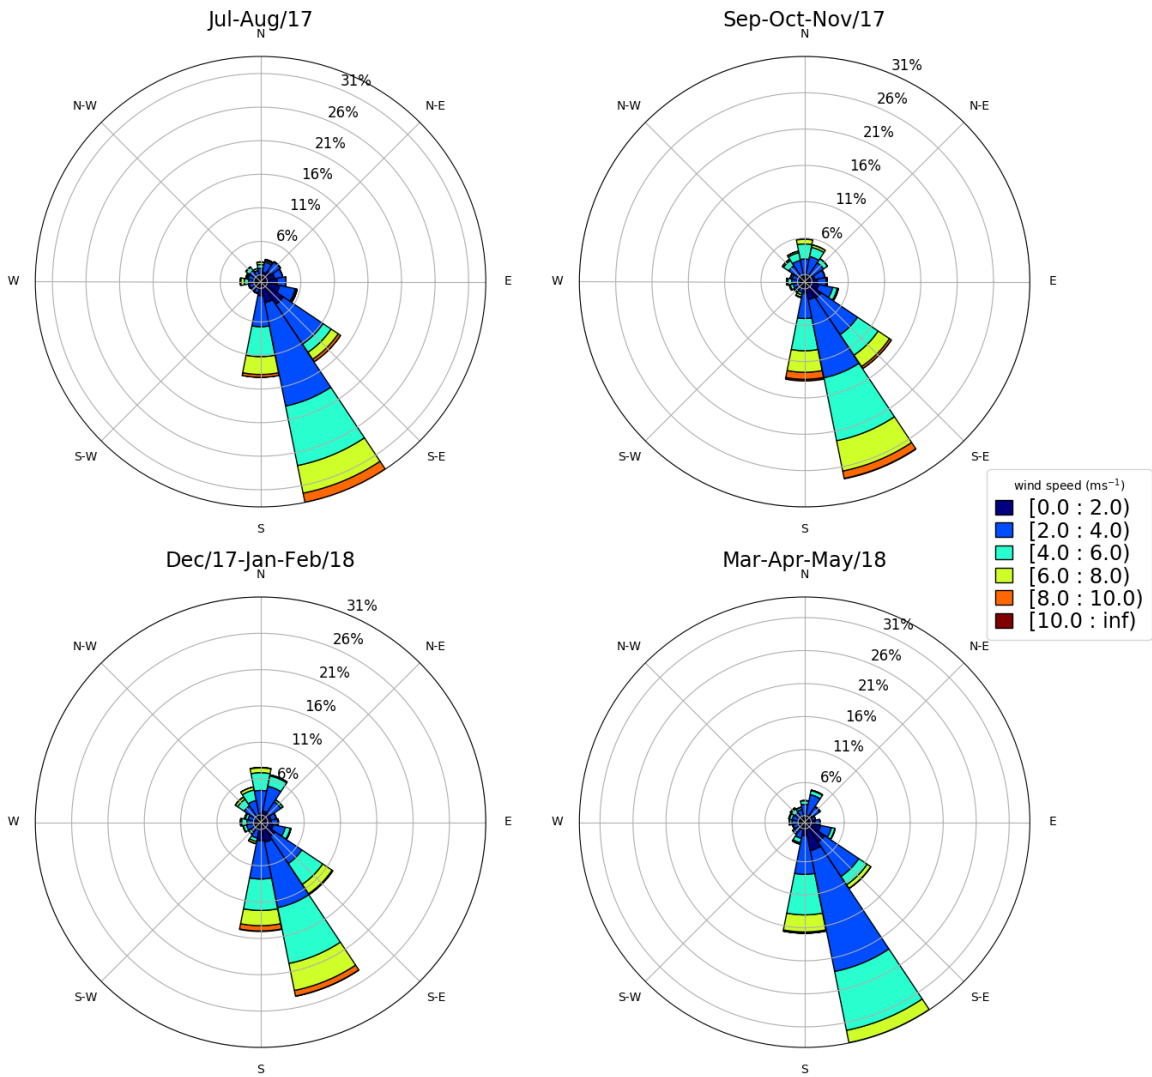 Jul-Aug/17
N
N-E
E
S-E
S
S-W
W
N-W
31%
26%
21%
16%
11%
6%
Sep-Oct-Nov/17
N
N-E
E
S-E
S
S-W
W
N-W
31%
26%
21%
16%
11%
6%
wind speed (ms⁻¹)
[0.0 : 2.0)
[2.0 : 4.0)
[4.0 : 6.0)
[6.0 : 8.0)
[8.0 : 10.0)
[10.0 : inf)
Dec/17-Jan-Feb/18
N
N-E
E
S-E
S
S-W
W
N-W
31%
26%
21%
16%
11%
6%
Mar-Apr-May/18
N
N-E
E
S-E
S
S-W
W
N-W
31%
26%
21%
16%
11%
6%